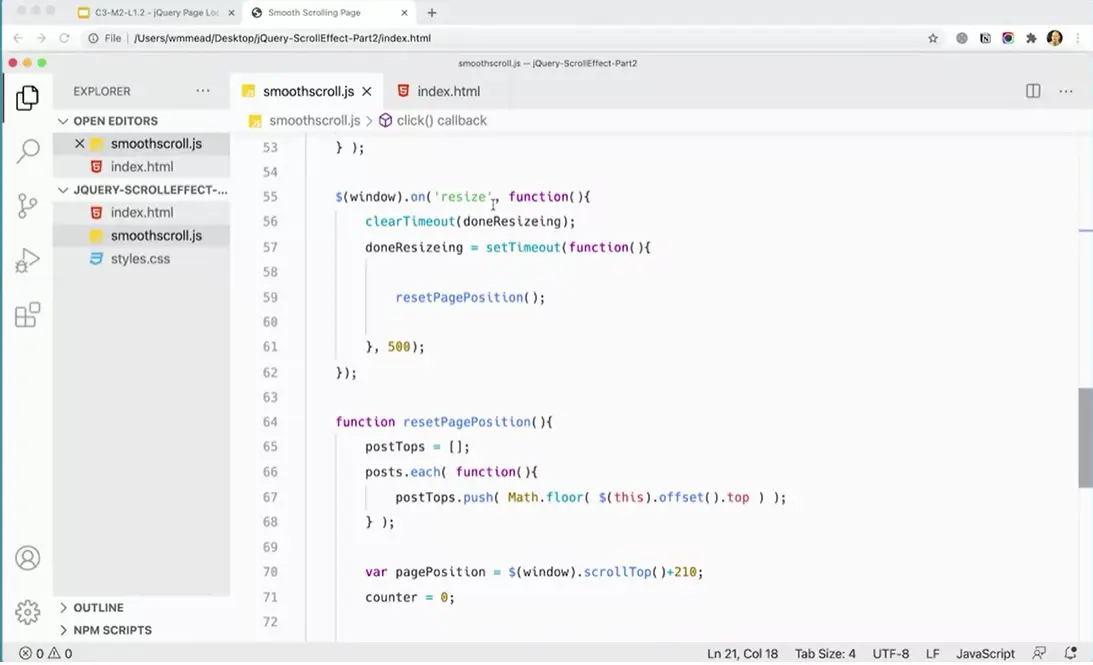 C3-M2-L1.2 - jQuery Page Loc
Smooth Scrolling Page
File | /Users/wmmead/Desktop/jQuery-ScrollEffect-Part2/index.html
smoothscroll.js — jQuery-ScrollEffect-Part2
EXPLORER
smoothscroll.js
index.html
OPEN EDITORS
smoothscroll.js > click() callback
smoothscroll.js
index.html
JQUERY-SCROLLEFFECT-...
index.html
smoothscroll.js
styles.css
53 } );
54
55 $(window).on('resize', function(){
56 clearTimeout(doneResizeing);
57 doneResizeing = setTimeout(function(){
58
59 resetPagePosition();
60
61 }, 500);
62 });
63
64 function resetPagePosition(){
65 postTops = [];
66 posts.each( function(){
67 postTops.push( Math.floor( $(this).offset().top ) );
68 } );
69
70 var pagePosition = $(window).scrollTop()+210;
71 counter = 0;
72
OUTLINE
NPM SCRIPTS
0 0
Ln 21, Col 18 Tab Size: 4 UTF-8 LF JavaScript